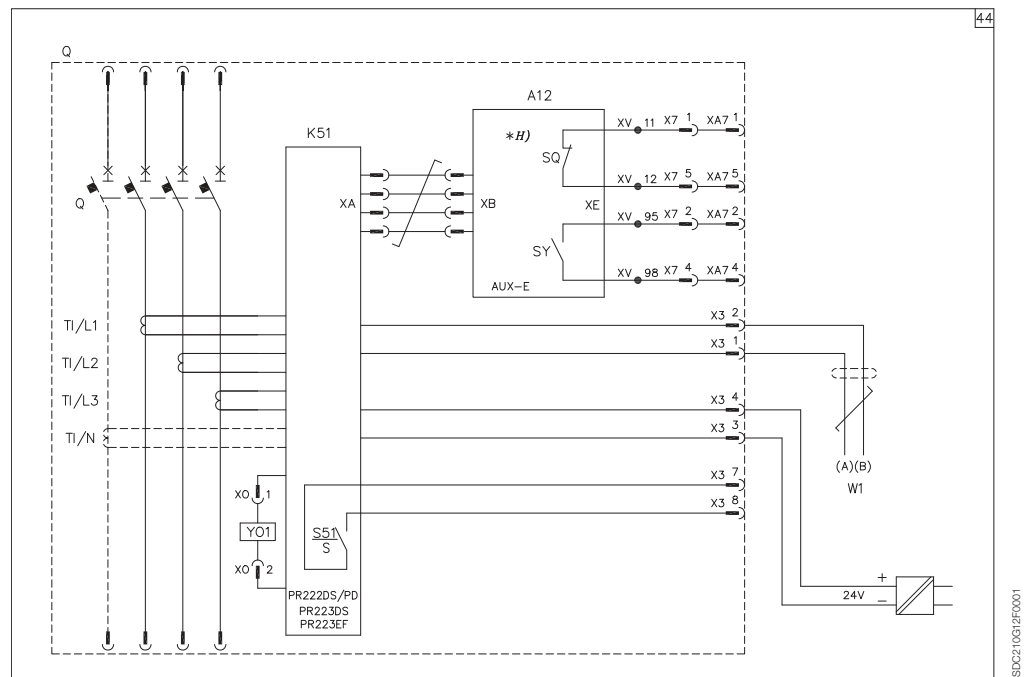 44
Q
A12
K51
*H)
XV 11 X7 1 XA7 1
SQ
XV 12 X7 5 XA7 5
XA XB XE
Q
XV 95 X7 2 XA7 2
SY
XV 98 X7 4 XA7 4
AUX-E
TI/L1
X3 2
X3 1
TI/L2
TI/L3
X3 4
TI/N
X3 3
(A)(B)
W1
X3 7
XO 1
X3 8
YO1
S51
S
XO 2
PR222DS/PD
PR223DS
PR223EF
+
24V
−
SDC210G12F0001